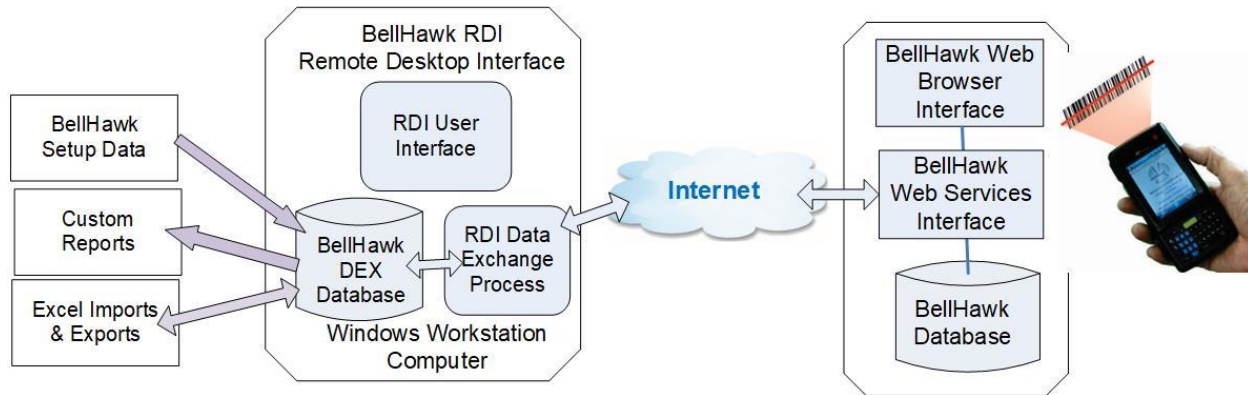 BellHawk RDI
Remote Desktop Interface
RDI User
Interface
BellHawk
Setup Data
Custom
Reports
Excel Imports
& Exports
BellHawk
DEX
Database
RDI Data
Exchange
Process
Windows Workstation
Computer
Internet
BellHawk Web
Browser
Interface
BellHawk
Web Services
Interface
BellHawk
Database